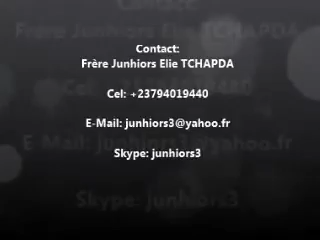 Contact:
Frère Junhiors Elie TCHAPDA
Cel: +23794019440
E-Mail: junhiors3@yahoo.fr
Skype: junhiors3